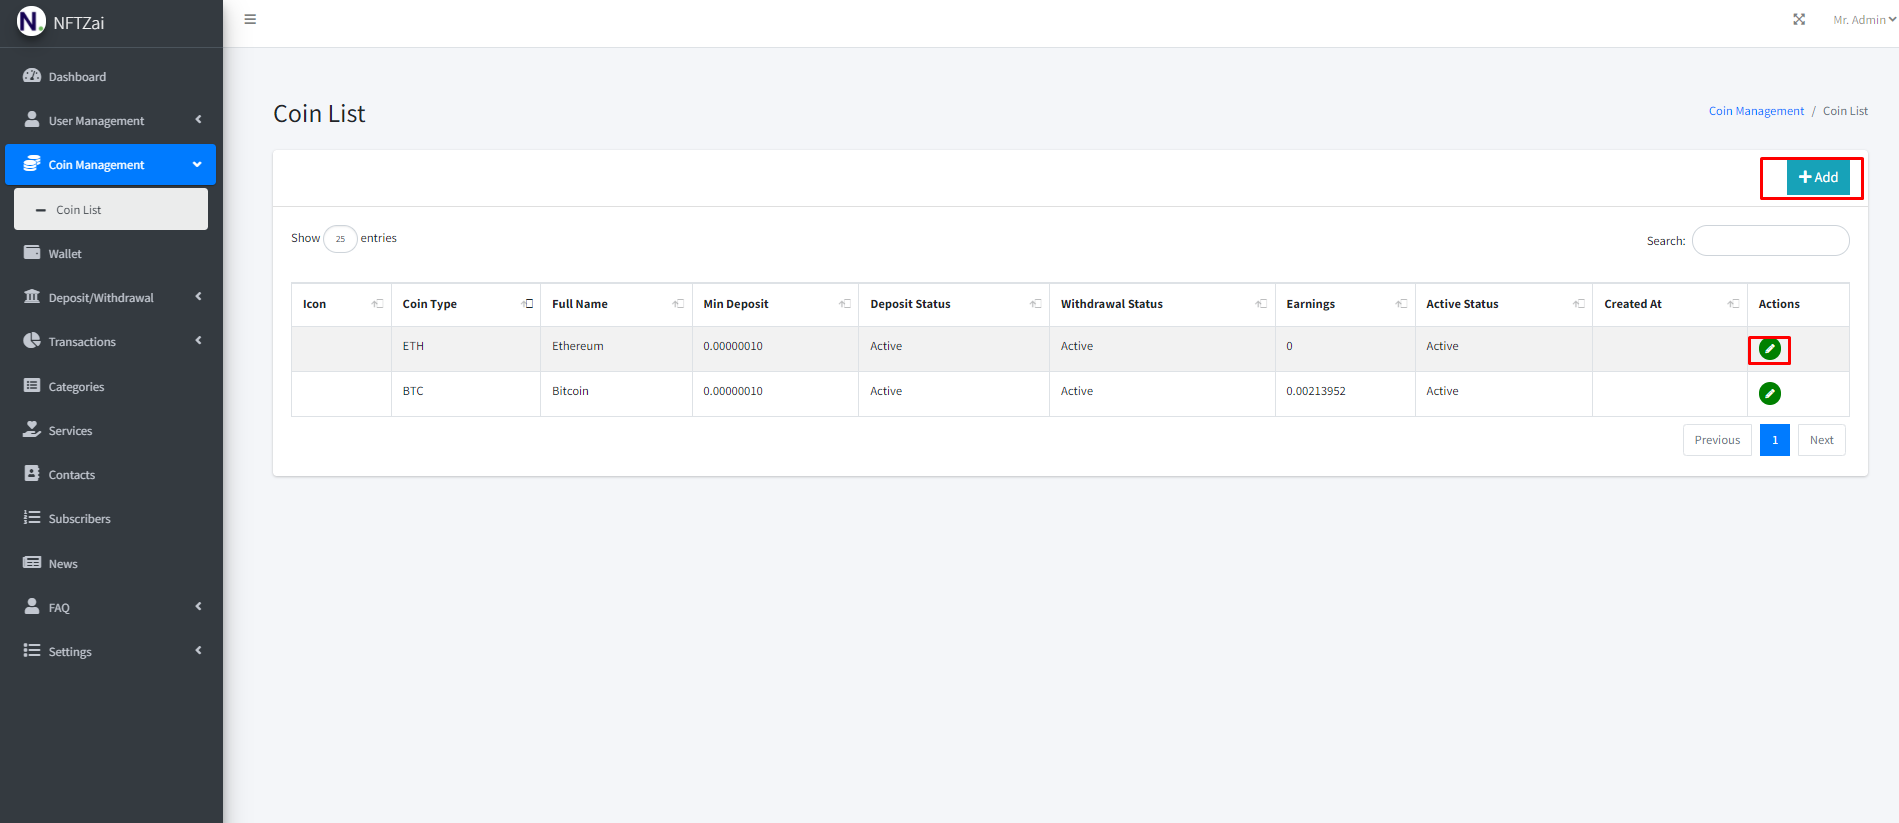 N. NFTZai
Mr. Admin
Dashboard
User Management
Coin Management
Coin List
Wallet
Deposit/Withdrawal
Transactions
Categories
Services
Contacts
Subscribers
News
FAQ
Settings
Coin List
Coin Management / Coin List
Add
Show 25 entries
Search:
Icon Coin Type Full Name Min Deposit Deposit Status Withdrawal Status Earnings Active Status Created At Actions
ETH Ethereum 0.00000010 Active Active 0 Active
BTC Bitcoin 0.00000010 Active Active 0.00213952 Active
Previous 1 Next